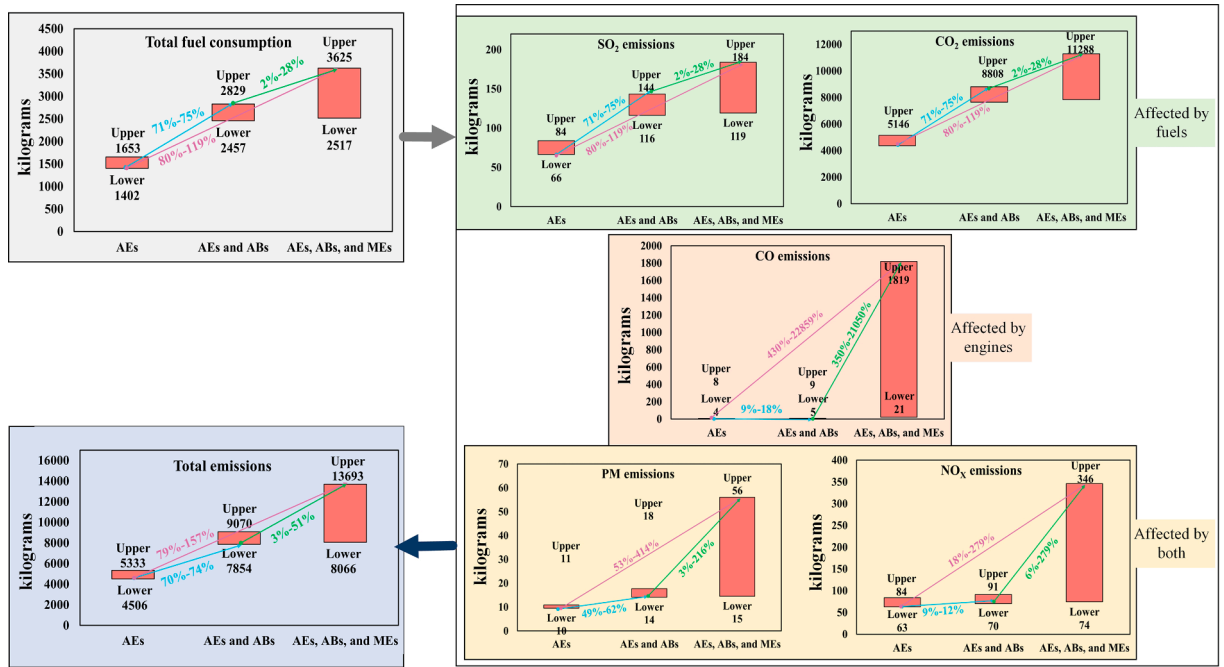 Total fuel consumption
kilograms
4500
4000
3500
3000
2500
2000
1500
1000
500
0
Upper
1653
Lower
1402
Upper
2829
Lower
2457
Upper
3625
Lower
2517
71%-75%
80%-119%
2%-28%
AEs
AEs and ABs
AEs, ABs, and MEs
SO2 emissions
kilograms
200
150
100
50
0
Upper
84
Lower
66
Upper
144
Lower
116
Upper
184
Lower
119
71%-75%
80%-119%
2%-28%
AEs
AEs and ABs
AEs, ABs, and MEs
CO2 emissions
kilograms
12000
10000
8000
6000
4000
2000
0
Upper
5146
Upper
8808
Upper
11288
71%-75%
80%-119%
2%-28%
AEs
AEs and ABs
AEs, ABs, and MEs
Affected by
fuels
CO emissions
kilograms
2000
1800
1600
1400
1200
1000
800
600
400
200
0
Upper
8
Lower
4
Upper
9
Lower
5
Upper
1819
Lower
21
9%-18%
430%-22859%
350%-21050%
AEs
AEs and ABs
AEs, ABs, and MEs
Affected by
engines
Total emissions
kilograms
16000
14000
12000
10000
8000
6000
4000
2000
0
Upper
5333
Lower
4506
Upper
9070
Lower
7854
Upper
13693
Lower
8066
79%-157%
70%-74%
3%-51%
AEs
AEs and ABs
AEs, ABs, and MEs
PM emissions
kilograms
70
60
50
40
30
20
10
0
Upper
11
Lower
10
Upper
18
Lower
14
Upper
56
Lower
15
53%-414%
49%-62%
3%-216%
AEs
AEs and ABs
AEs, ABs, and MEs
NOX emissions
kilograms
400
350
300
250
200
150
100
50
0
Upper
84
Lower
63
Upper
91
Lower
70
Upper
346
Lower
74
18%-279%
9%-12%
6%-279%
AEs
AEs and ABs
AEs, ABs, and MEs
Affected by
both